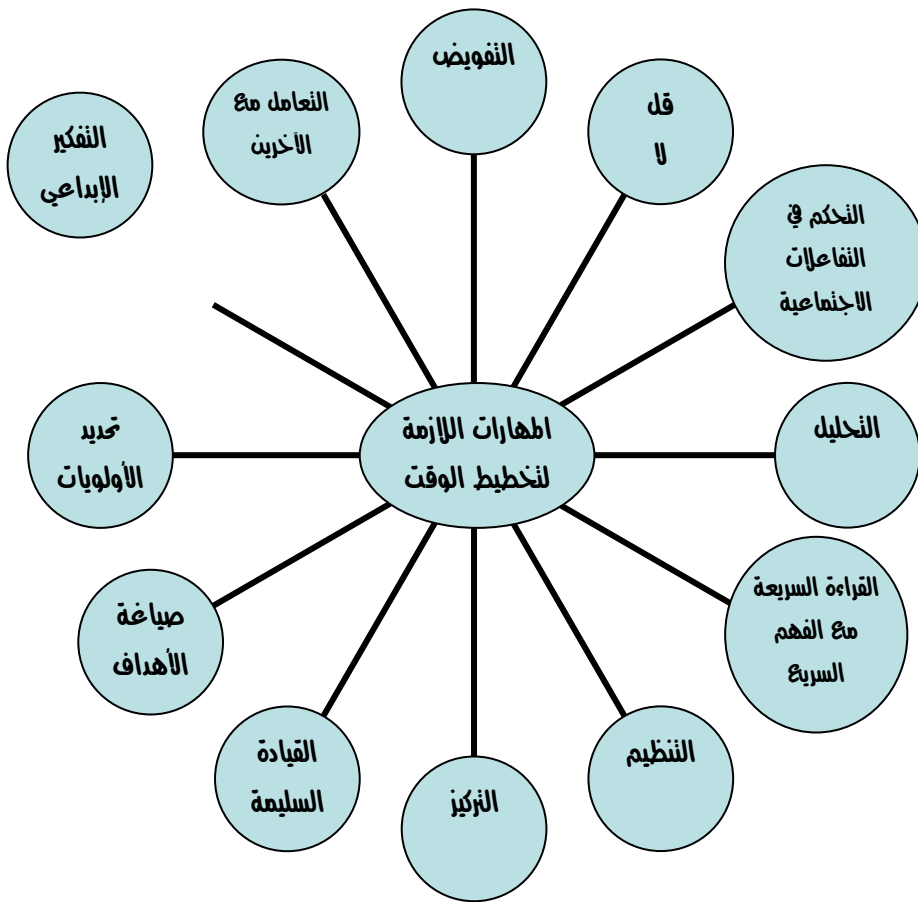 التفويض
قل
لا
التعامل مع
الآخرين
التفكير
الإبداعي
التحكم في
التفاعلات
الاجتماعية
المهارات اللازمة
لتخطيط الوقت
التحليل
تحديد
الأولويات
القراءة السريعة
مع الفهم
السريع
صياغة
الأهداف
التنظيم
القيادة
السليمة
التركيز